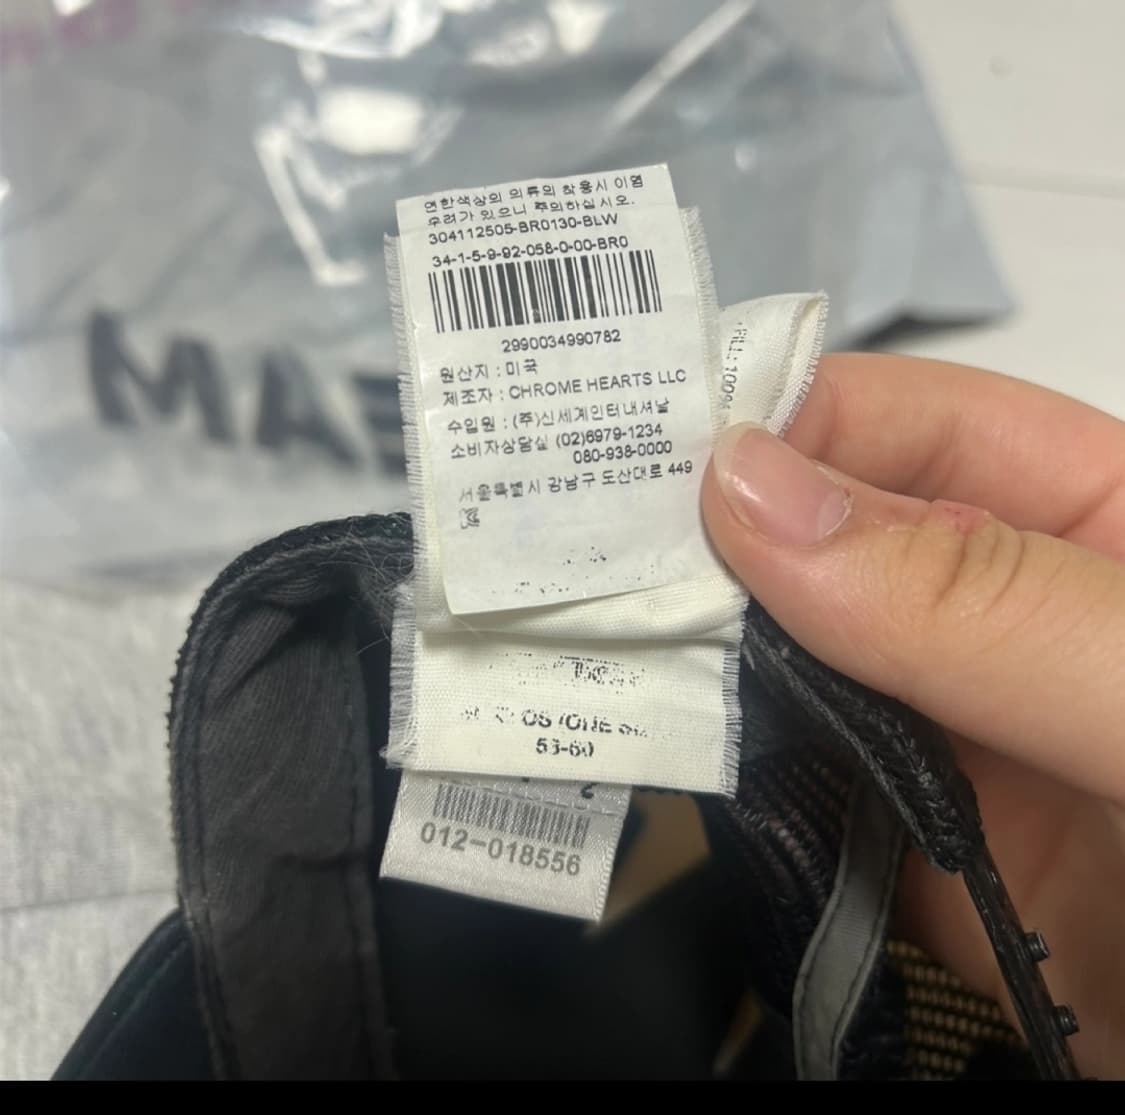 연한색상의 의류의 착용시 이염
우려가 있으니 주의하십시오.
304112505-BR0130-BLW
34-1-5-9-92-058-0-00-BR0
2990034990782
원산지 : 미국
제조자 : CHROME HEARTS LLC
수입원 : (주)신세계인터내셔날
소비자상담실 (02)6979-1234
080-938-0000
서울특별시 강남구 도산대로 449
OS /ONE
53-60
2
012-018556
100%
MAE